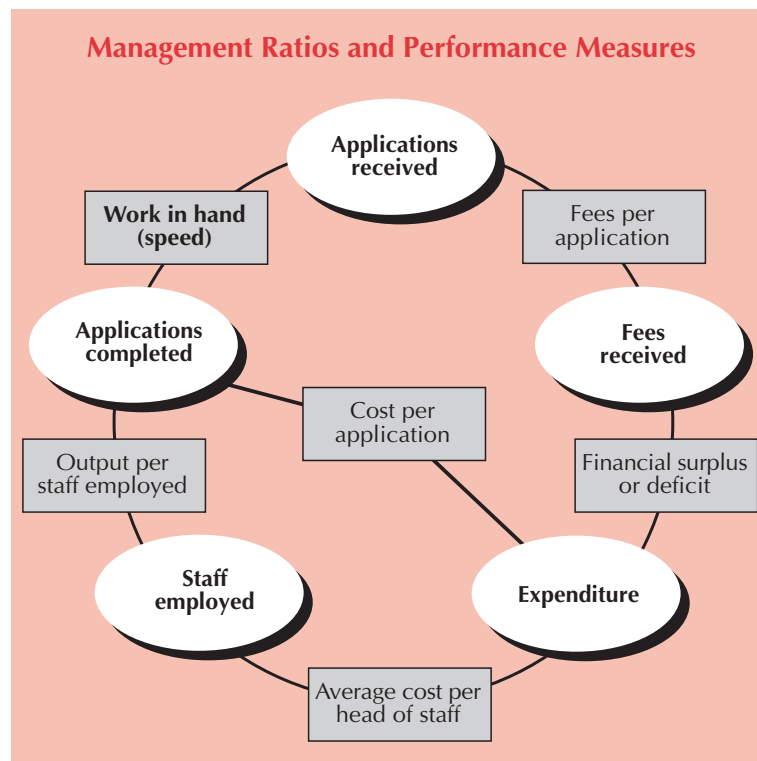 Management Ratios and Performance Measures
Applications
received
Work in hand
(speed)
Fees per
application
Applications
completed
Fees
received
Cost per
application
Output per
staff employed
Financial surplus
or deficit
Staff
employed
Expenditure
Average cost per
head of staff